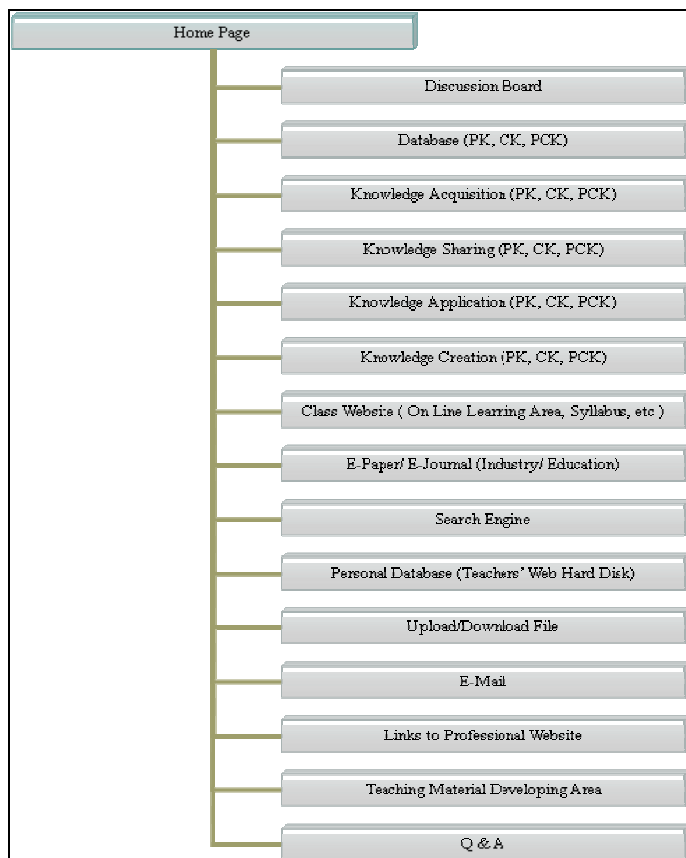 Home Page
Discussion Board
Database (PK, CK, PCK)
Knowledge Acquisition (PK, CK, PCK)
Knowledge Sharing (PK, CK, PCK)
Knowledge Application (PK, CK, PCK)
Knowledge Creation (PK, CK, PCK)
Class Website ( On Line Learning Area, Syllabus, etc )
E-Paper/ E-Journal (Industry/ Education)
Search Engine
Personal Database (Teachers’ Web Hard Disk)
Upload/Download File
E-Mail
Links to Professional Website
Teaching Material Developing Area
Q & A